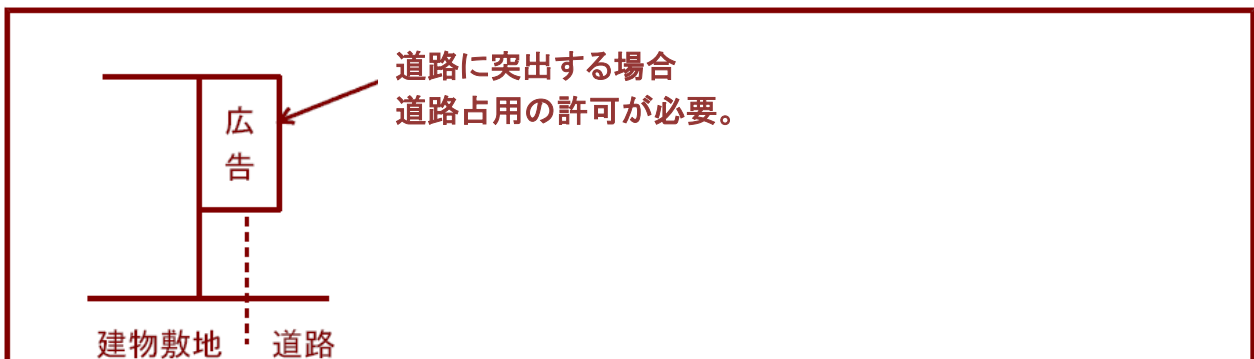 道路に突出する場合
道路占用の許可が必要。
広
告
建物敷地
道路